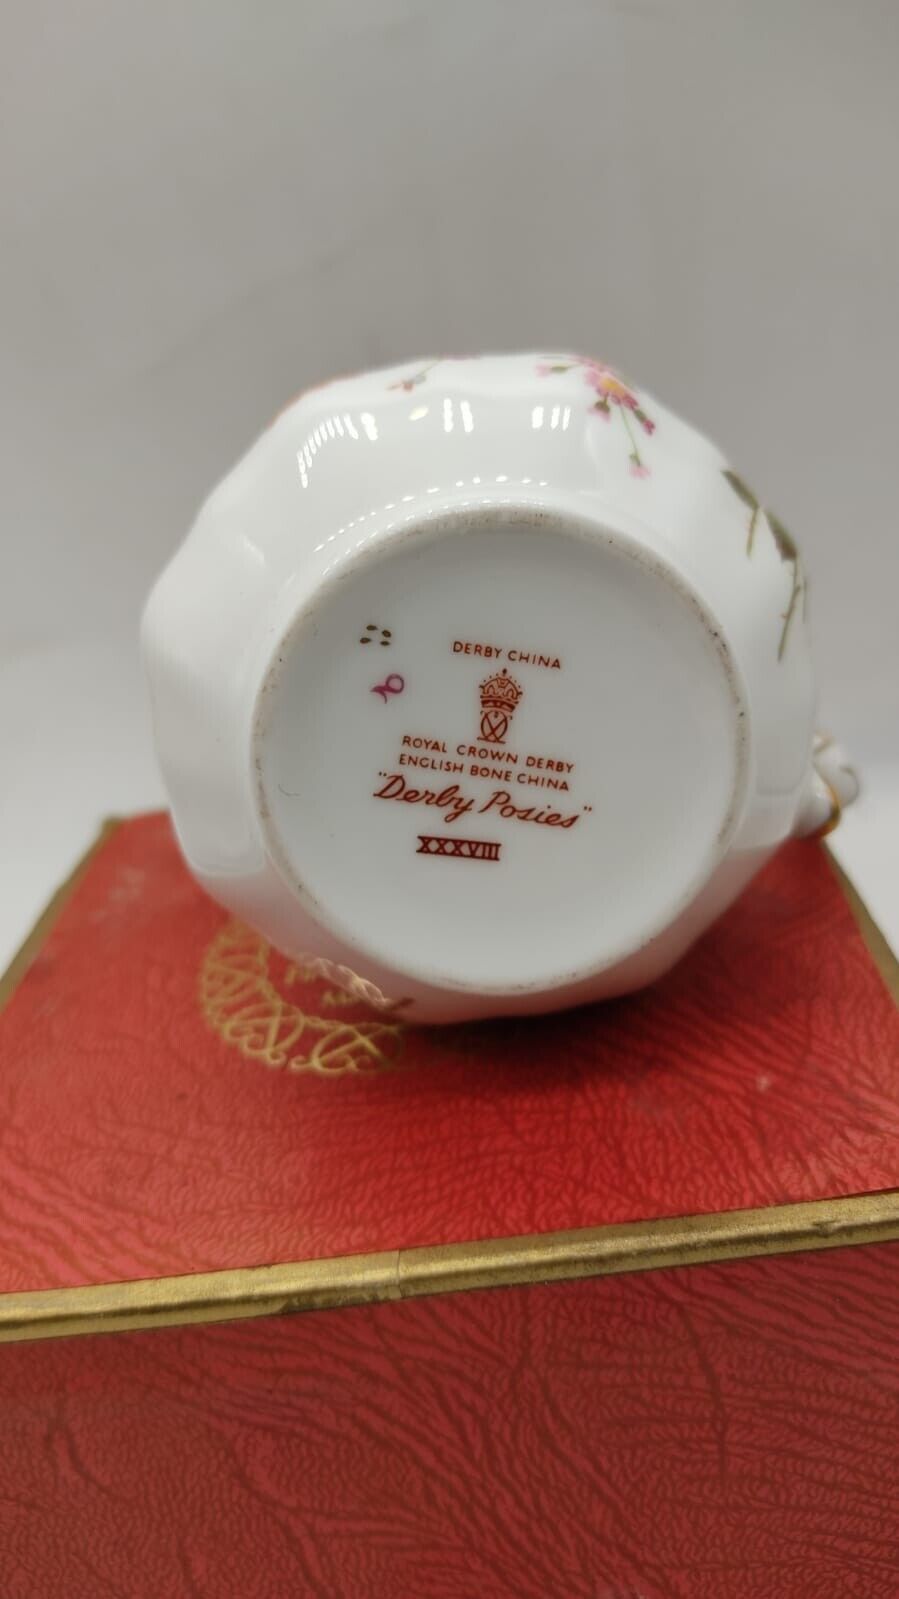 DERBY CHINA
ROYAL CROWN DERBY
ENGLISH BONE CHINA
"Derby Posies"
XXXVIII